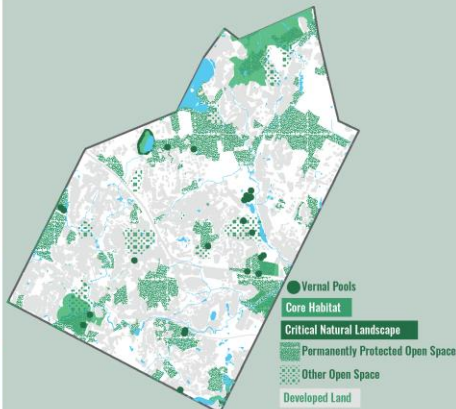 Vernal Pools
Core Habitat
Critical Natural Landscape
Permanently Protected Open Space
Other Open Space
Developed Land